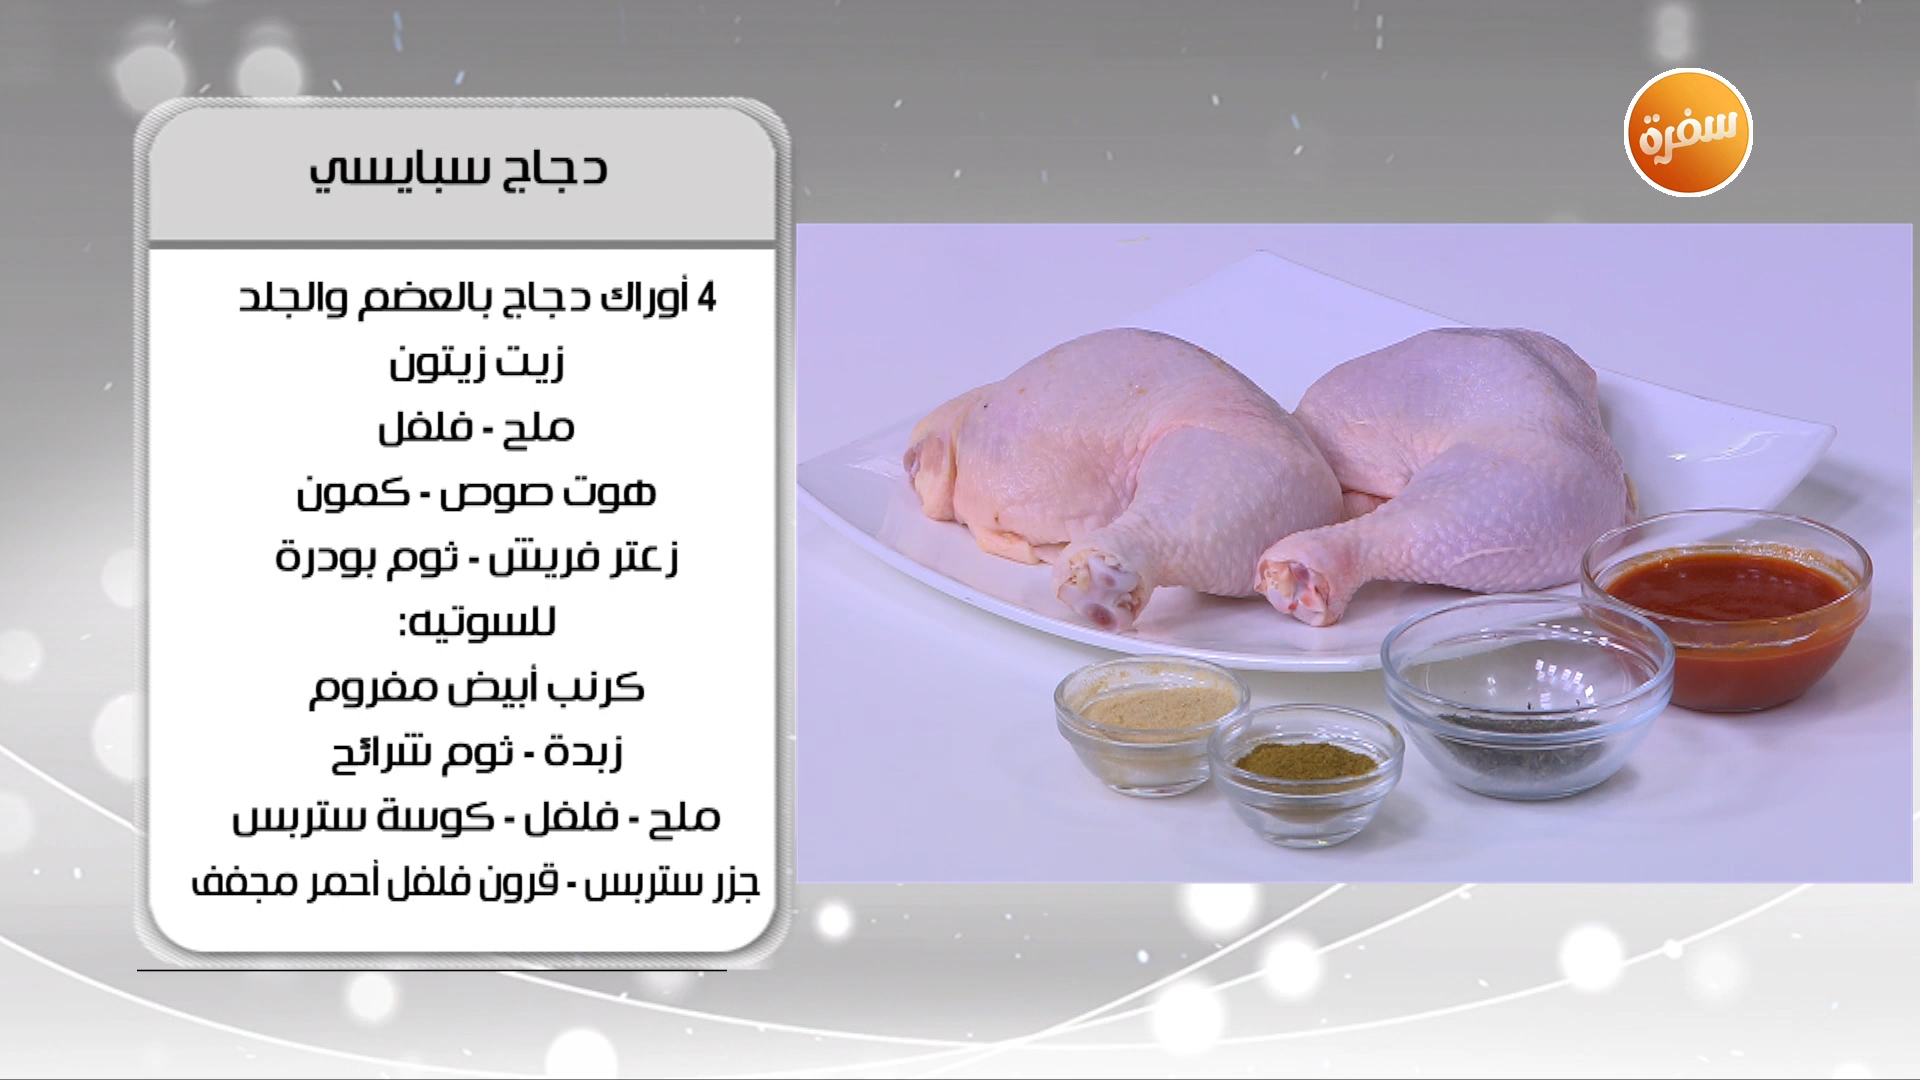 سفرة
دجاج سبايسي
4 أوراك دجاج بالعضم والجلد
زيت زيتون
ملح - فلفل
هوت صوص - كمون
زعتر فريش - ثوم بودرة
للسوتيه:
كرنب أبيض مفروم
زبدة - ثوم شرائح
ملح - فلفل - كوسة ستربس
جزر ستربس - قرون فلفل أحمر مجفف